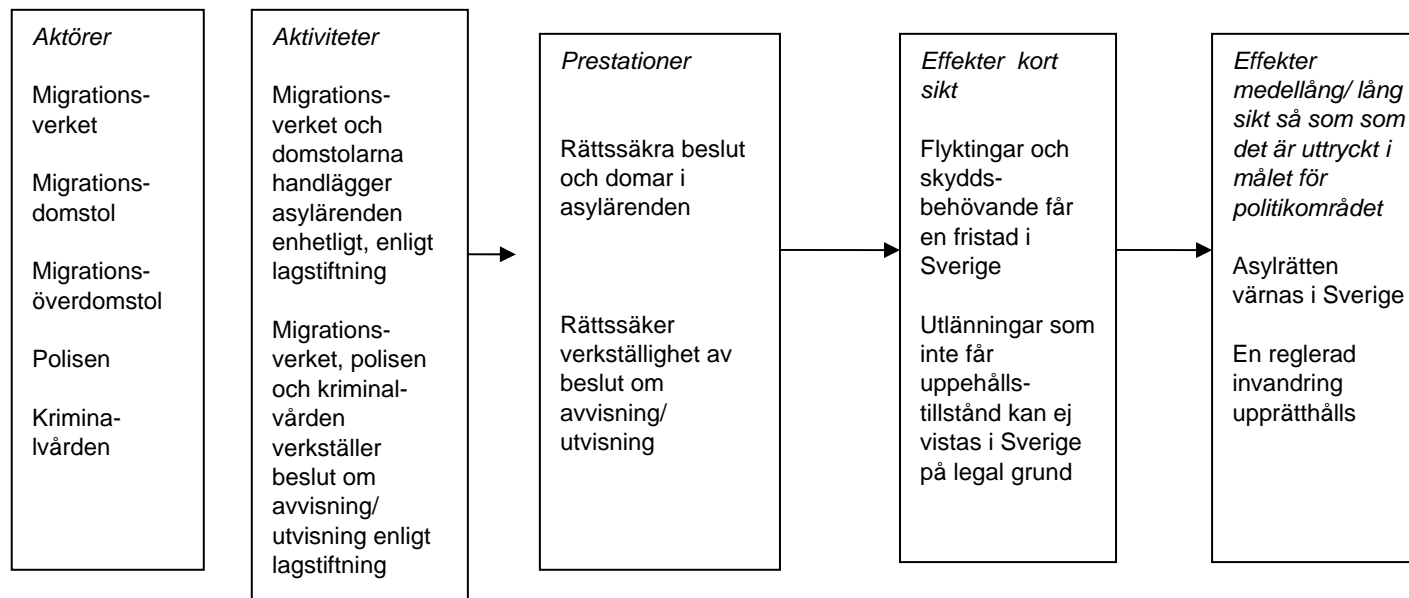 Aktörer
Migrations-
verket
Migrations-
domstol
Migrations-
överdomstol
Polisen
Krimina-
lvården
Aktiviteter
Migrations-
verket och
domstolarna
handlägger
asylärenden
enhetligt, enligt
lagstiftning
Migrations-
verket, polisen
och kriminal-
vården
verkställer
beslut om
avvisning/
utvisning enligt
lagstiftning
Prestationer
Rättssäkra beslut
och domar i
asylärenden
Rättssäker
verkställighet av
beslut om
avvisning/
utvisning
Effekter kort
sikt
Flyktingar och
skydds-
behövande får
en fristad i
Sverige
Utlänningar som
inte får
uppehålls-
tillstånd kan ej
vistas i Sverige
på legal grund
Effekter
medellång/ lång
sikt så som som
det är uttryckt i
målet för
politikområdet
Asylrätten
värnas i Sverige
En reglerad
invandring
upprätthålls